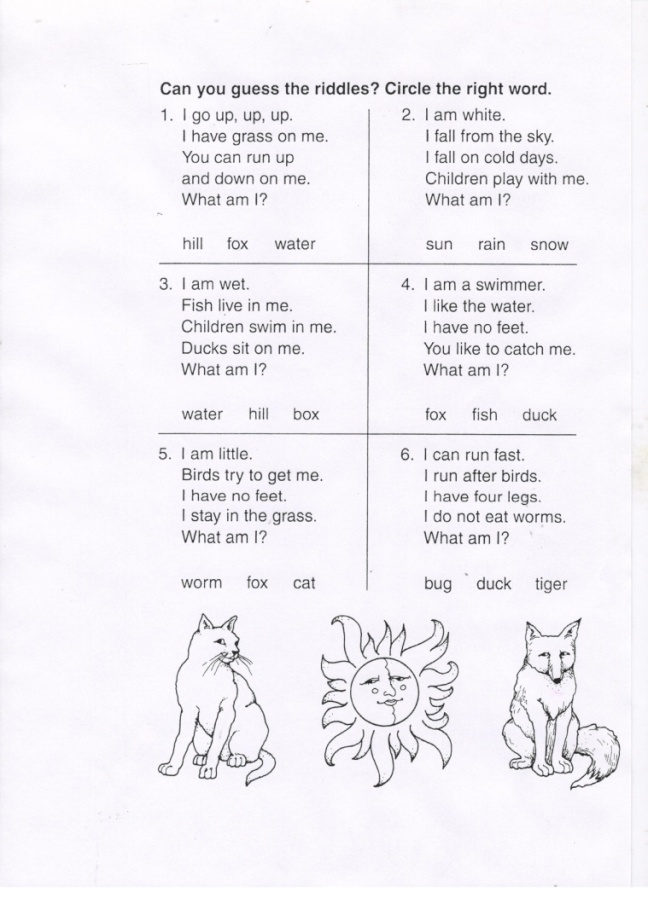 Can you guess the riddles? Circle the right word.
1. I go up, up, up.
I have grass on me.
You can run up
and down on me.
What am I?
hill fox water
2. I am white.
I fall from the sky.
I fall on cold days.
Children play with me.
What am I?
sun rain snow
3. I am wet.
Fish live in me.
Children swim in me.
Ducks sit on me.
What am I?
water hill box
4. I am a swimmer.
I like the water.
I have no feet.
You like to catch me.
What am I?
fox fish duck
5. I am little.
Birds try to get me.
I have no feet.
I stay in the grass.
What am I?
worm fox cat
6. I can run fast.
I run after birds.
I have four legs.
I do not eat worms.
What am I?
bug duck tiger